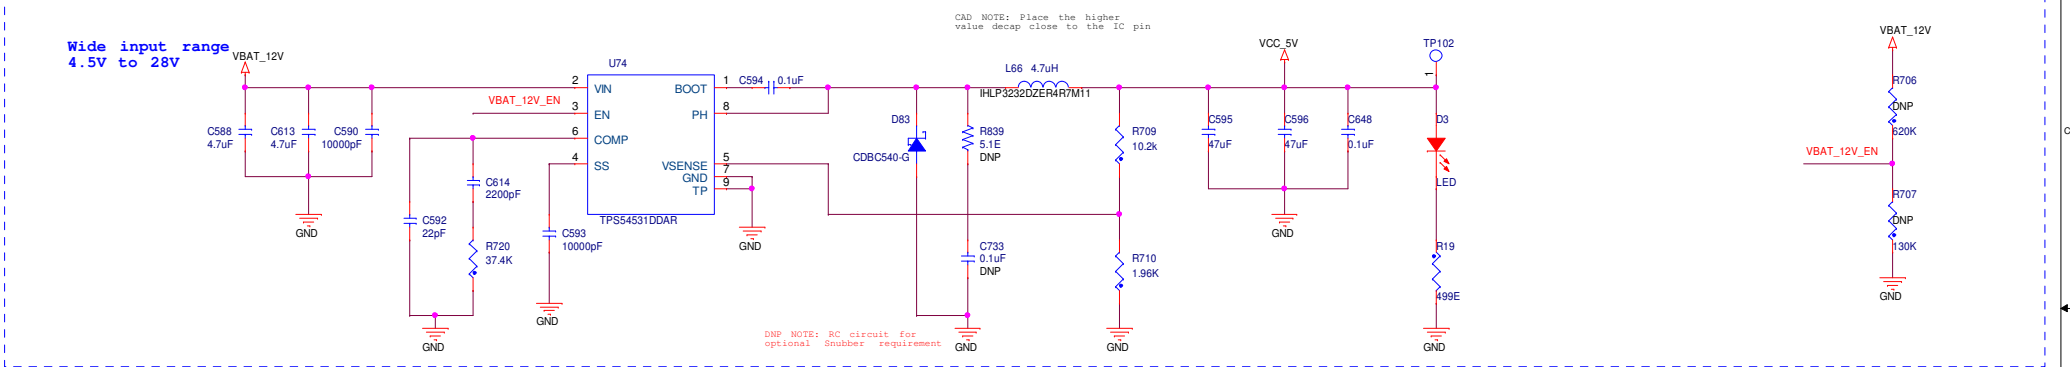 CAD NOTE: Place the higher
value decap close to the IC pin
Wide input range
4.5V to 28V
VBAT_12V
U74
C594 0.1uF
L66 4.7uH
IHLP3232DZER4R7M11
VCC_5V
TP102
1
VBAT_12V
2 VIN
BOOT 1
VBAT_12V_EN
3 EN
PH 8
6 COMP
4 SS
VSENSE 5
GND 7
TP 9
TPS54531DDAR
C588
4.7uF
C613
4.7uF
C590
10000pF
GND
C614
2200pF
C592
22pF
R720
37.4K
GND
C593
10000pF
GND
GND
D83
CDBC540-G
R839
5.1E
DNP
C733
0.1uF
DNP
GND
DNP NOTE: RC circuit for
optional Snubber requirement
R709
10.2k
R710
1.96K
GND
C595
47uF
C596
47uF
C648
0.1uF
GND
D3
LED
R19
499E
GND
R706
DNP
620K
VBAT_12V_EN
R707
DNP
130K
GND
C